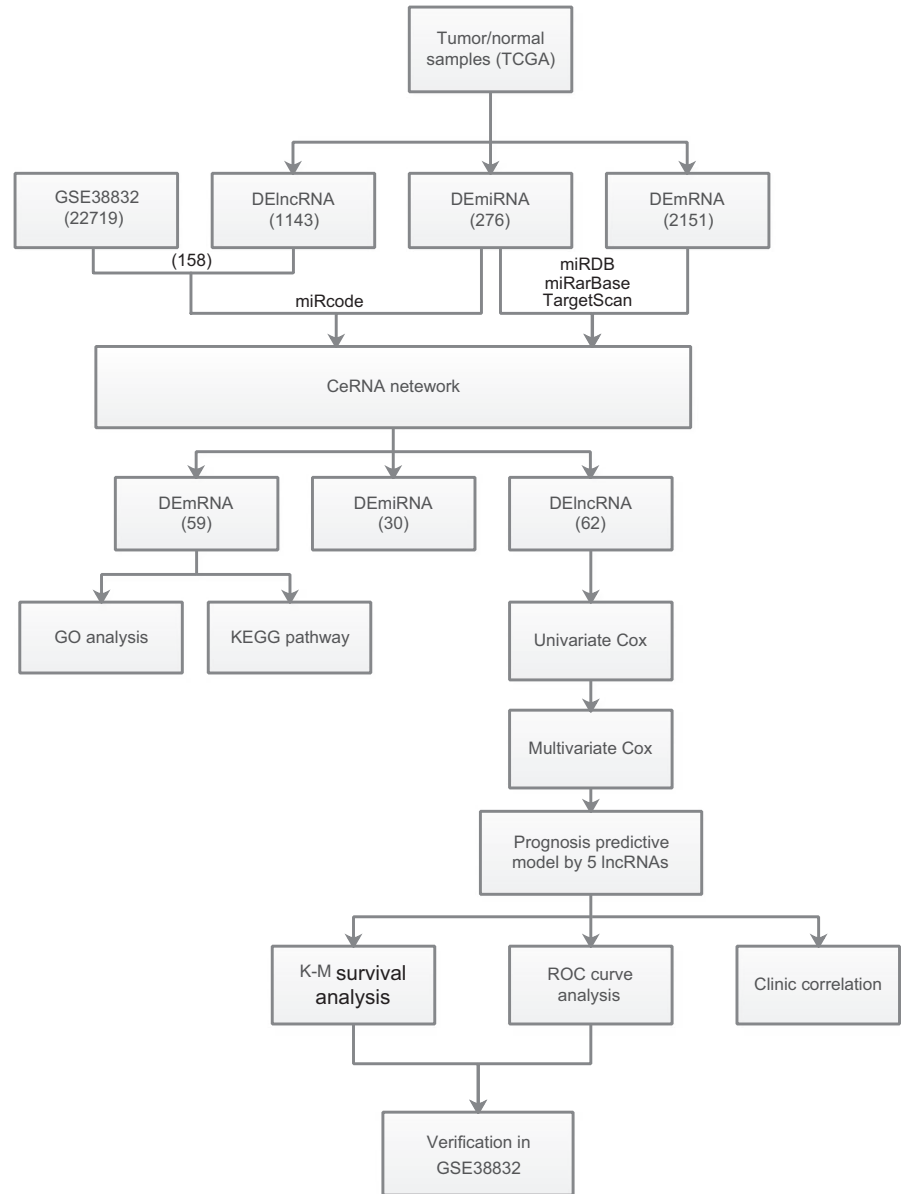 Tumor/normal
samples (TCGA)
GSE38832
(22719)
DElncRNA
(1143)
DEmiRNA
(276)
DEmRNA
(2151)
(158)
miRcode
miRDB
miRarBase
TargetScan
CeRNA netework
DEmRNA
(59)
DEmiRNA
(30)
DElncRNA
(62)
GO analysis
KEGG pathway
Univariate Cox
Multivariate Cox
Prognosis predictive
model by 5 lncRNAs
K-M survival
analysis
ROC curve
analysis
Clinic correlation
Verification in
GSE38832